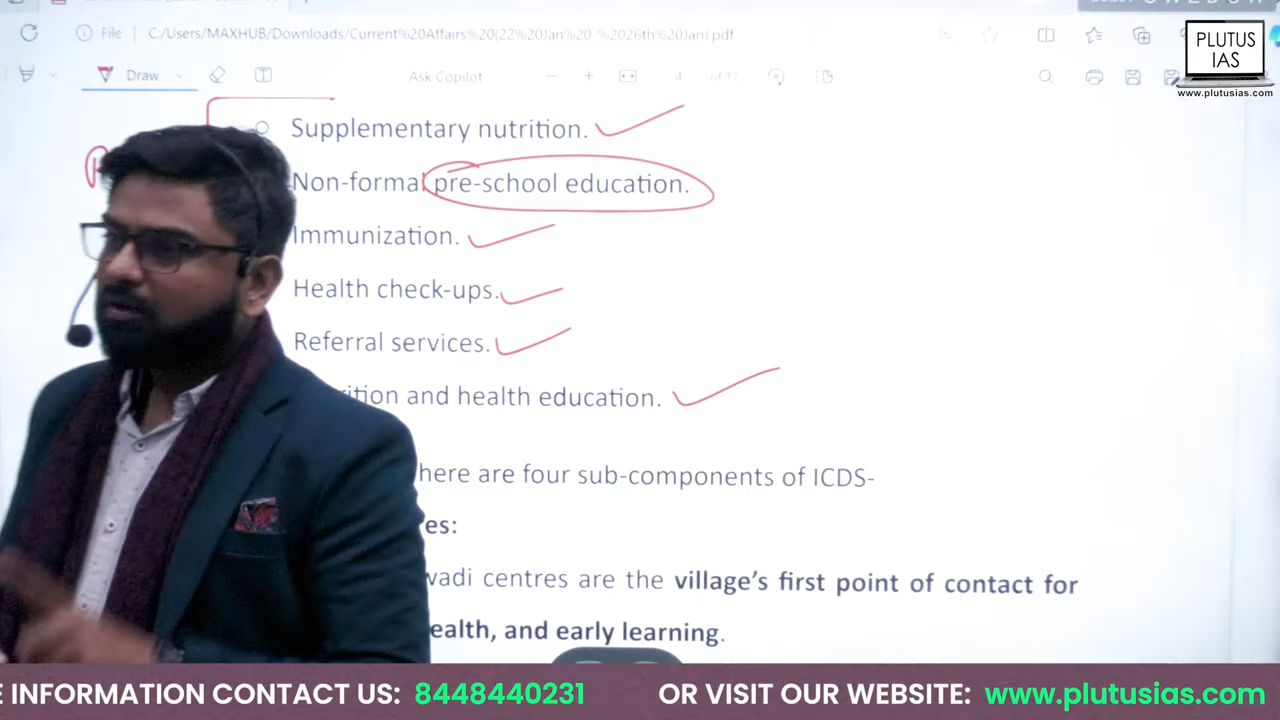 File
C:/Users/MAXHUB/Downloads/Current%20Affairs%20(22%20Jan
2026th%20Jan).pdf
PLUTUS
IAS
www.plutusias.com
Draw
Ask Copilot
4 of 17
Supplementary nutrition.
Non-formal pre-school education.
Immunization.
Health check-ups.
Referral services.
and health education.
here are four sub-components of ICDS-
es:
wadi centres are the village's first point of contact for
ealth, and early learning.
INFORMATION CONTACT US: 8448440231 OR VISIT OUR WEBSITE: www.plutusias.com